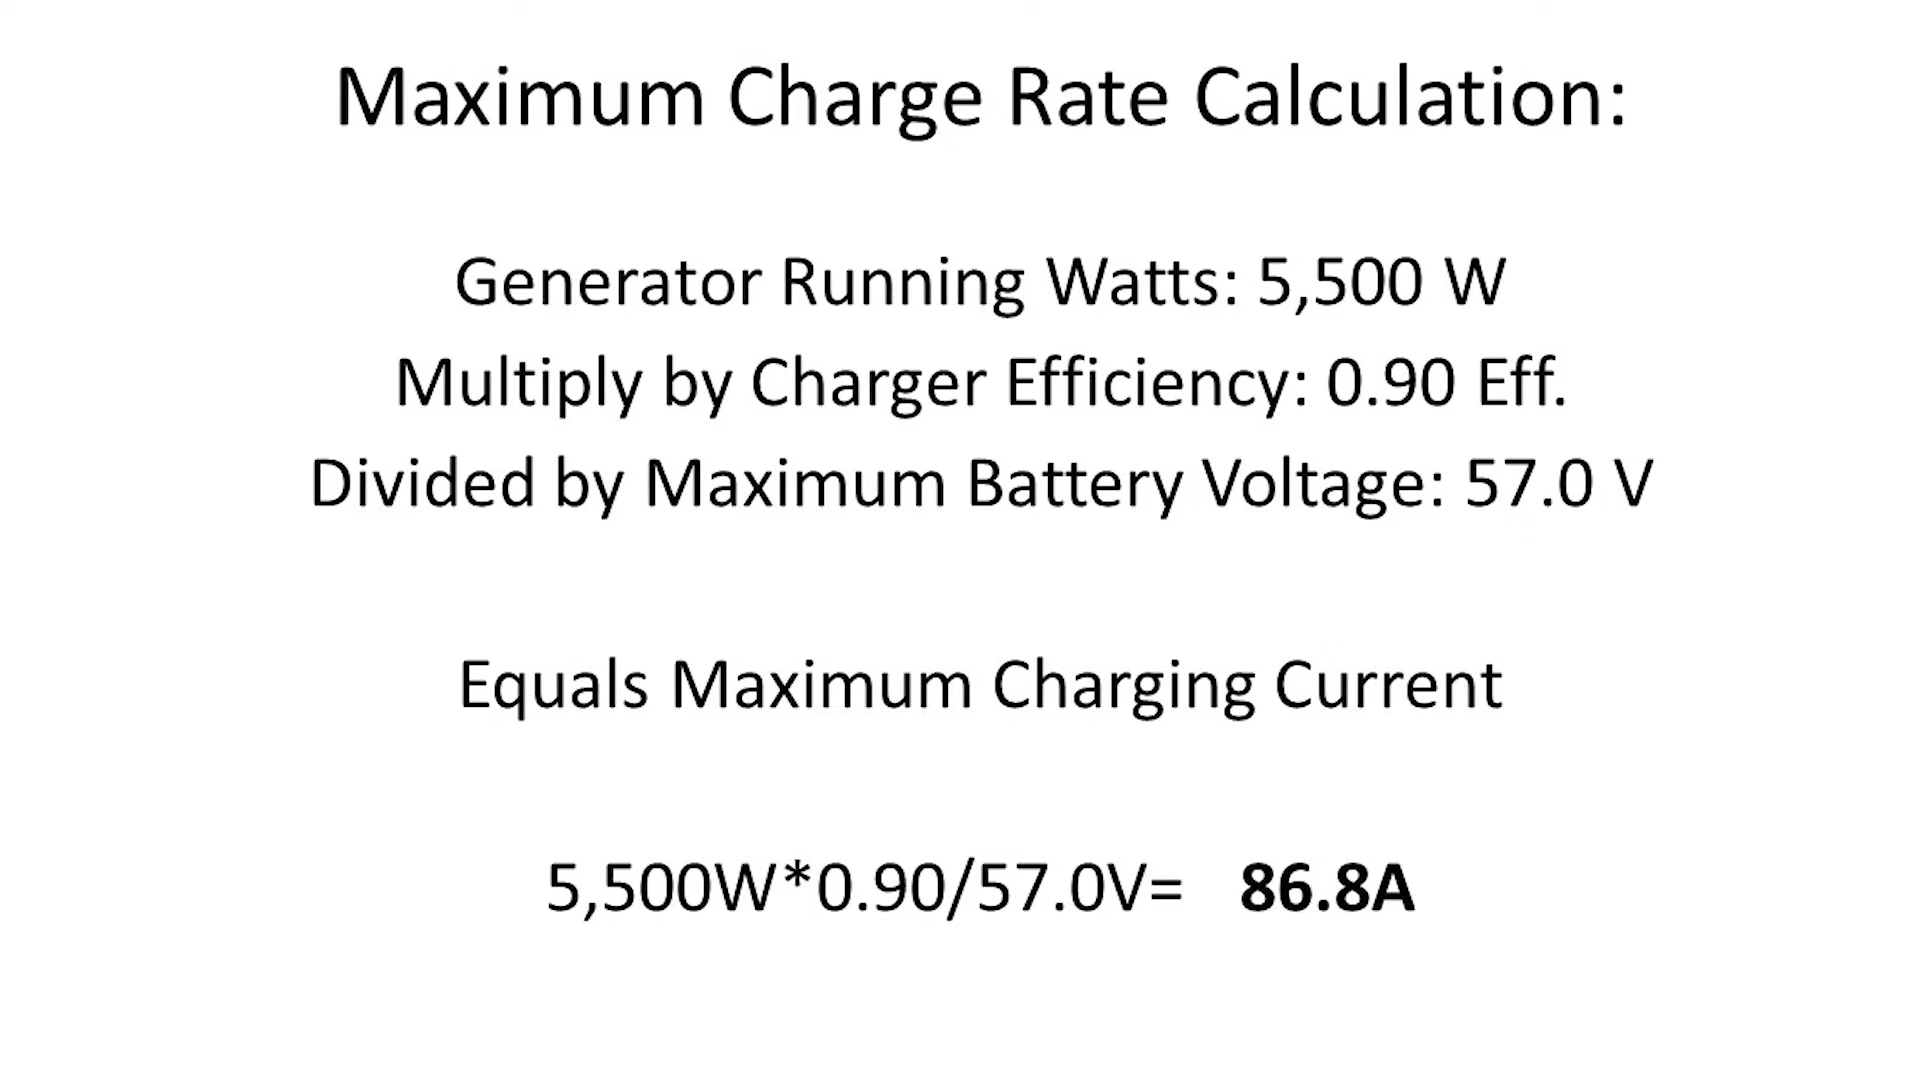 Maximum Charge Rate Calculation:
Generator Running Watts: 5,500 W
Multiply by Charger Efficiency: 0.90 Eff.
Divided by Maximum Battery Voltage: 57.0 V
Equals Maximum Charging Current
5,500W*0.90/57.0V= 86.8A